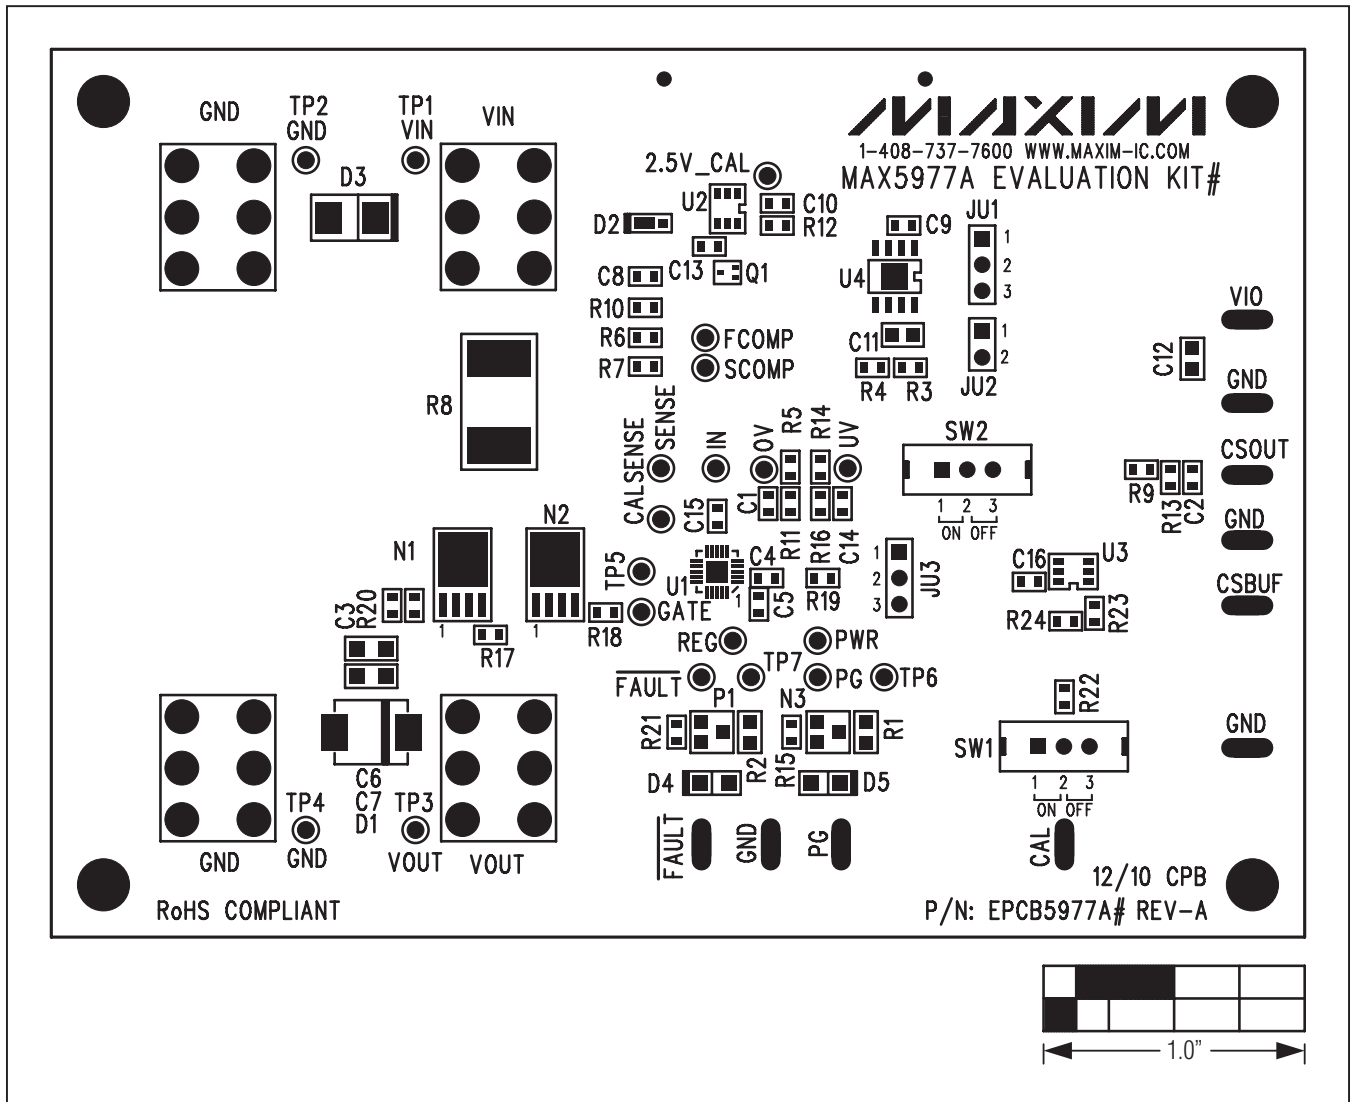 GND
TP2
GND
TP1
VIN
VIN
MAXIM
1-408-737-7600 WWW.MAXIM-IC.COM
MAX5977A EVALUATION KIT#
D3
2.5V_CAL
U2
C10
R12
D2
C13
Q1
C9
JU1
1
2
3
U4
C8
R10
R6
R7
FCOMP
SCOMP
C11
R4
R3
1
2
JU2
VIO
C12
GND
R8
CALSENSE
SENSE
IN
OV
R5
R14
UV
SW2
1 2 3
ON OFF
CSOUT
R9
R13
C2
GND
C15
C1
R11
R16
C14
N1
N2
TP5
U1
1
C4
C5
R19
1
2
3
JU3
C16
U3
CSBUF
R24
R23
C3
R20
1
1
R17
R18
GATE
REG
PWR
FAULT
TP7
PG
TP6
P1
N3
R21
R2
R15
R1
R22
SW1
1 2 3
ON OFF
GND
D4
D5
C6
C7
D1
TP4
GND
TP3
VOUT
GND
VOUT
FAULT
GND
PG
CAL
12/10 CPB
RoHS COMPLIANT
P/N: EPCB5977A# REV-A
1.0"